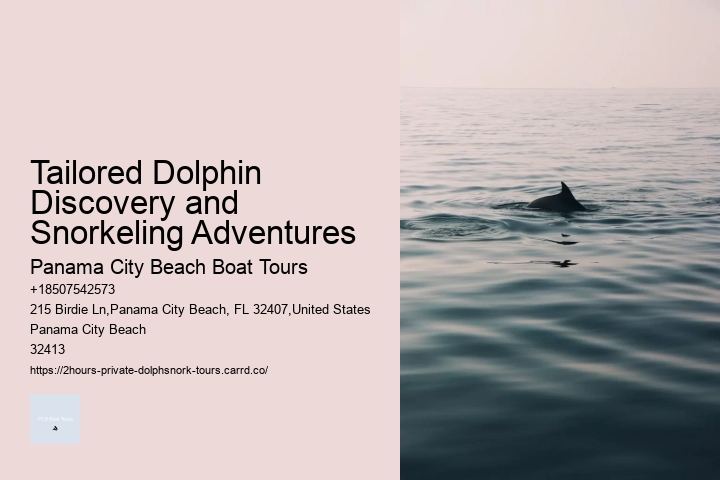 Tailored Dolphin
Discovery and
Snorkeling Adventures
Panama City Beach Boat Tours
+18507542573
215 Birdie Ln,Panama City Beach, FL 32407,United States
Panama City Beach
32413
https://2hours-private-dolphsnork-tours.carrd.co/